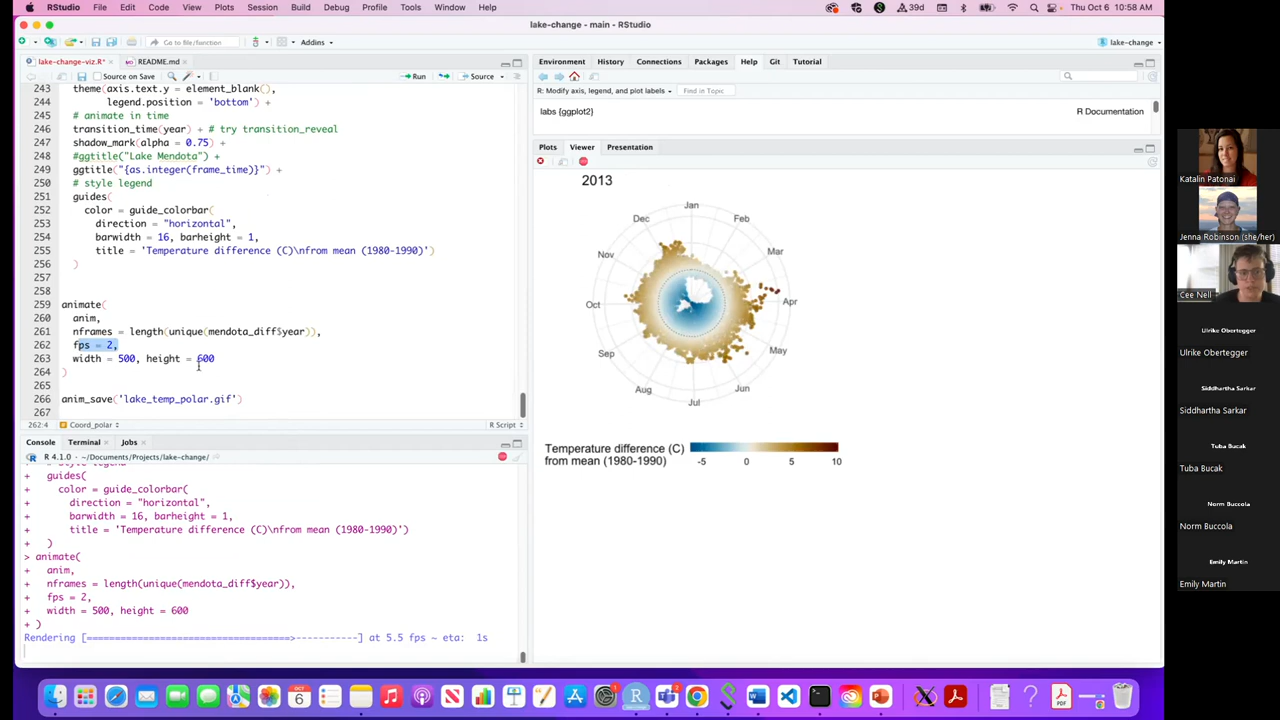 RStudio File Edit Code View Plots Session Build Debug Profile Tools Window Help 39d Thu Oct 6 10:58 AM
lake-change - main - RStudio
Go to file/function Addins lake-change
lake-change-viz.R* README.md
Source on Save Run Source
243 theme(axis.text.y = element_blank(),
244 legend.position = 'bottom') +
245 # animate in time
246 transition_time(year) + # try transition_reveal
247 shadow_mark(alpha = 0.75) +
248 #ggtitle("Lake Mendota") +
249 ggtitle("{as.integer(frame_time)}") +
250 # style legend
251 guides(
252 color = guide_colorbar(
253 direction = "horizontal",
254 barwidth = 16, barheight = 1,
255 title = 'Temperature difference (C)\nfrom mean (1980-1990)')
256 )
257
258
259 animate(
260 anim,
261 nframes = length(unique(mendota_diff$year)),
262 fps = 2,
263 width = 500, height = 600
264 )
265
266 anim_save('lake_temp_polar.gif')
267
262:4 Coord_polar R Script
Console Terminal Jobs
R 4.1.0 · ~/Documents/Projects/lake-change/
+ guides(
+ color = guide_colorbar(
+ direction = "horizontal",
+ barwidth = 16, barheight = 1,
+ title = 'Temperature difference (C)\nfrom mean (1980-1990)')
+ )
> animate(
+ anim,
+ nframes = length(unique(mendota_diff$year)),
+ fps = 2,
+ width = 500, height = 600
+ )
Rendering [==================================>-----------] at 5.5 fps ~ eta: 1s
Environment History Connections Packages Help Git Tutorial
R: Modify axis, legend, and plot labels Find in Topic
labs {ggplot2} R Documentation
Plots Viewer Presentation
2013
Jan
Dec Feb
Nov Mar
Oct Apr
Sep May
Aug Jun
Jul
Temperature difference (C)
from mean (1980-1990)
-5 0 5 10
Katalin Patonai
Jenna Robinson (she/her)
Cee Nell
Ulrike Obertegger
Ulrike Obertegger
Siddhartha Sarkar
Siddhartha Sarkar
Tuba Bucak
Tuba Bucak
Norm Buccola
Norm Buccola
Emily Martin
Emily Martin